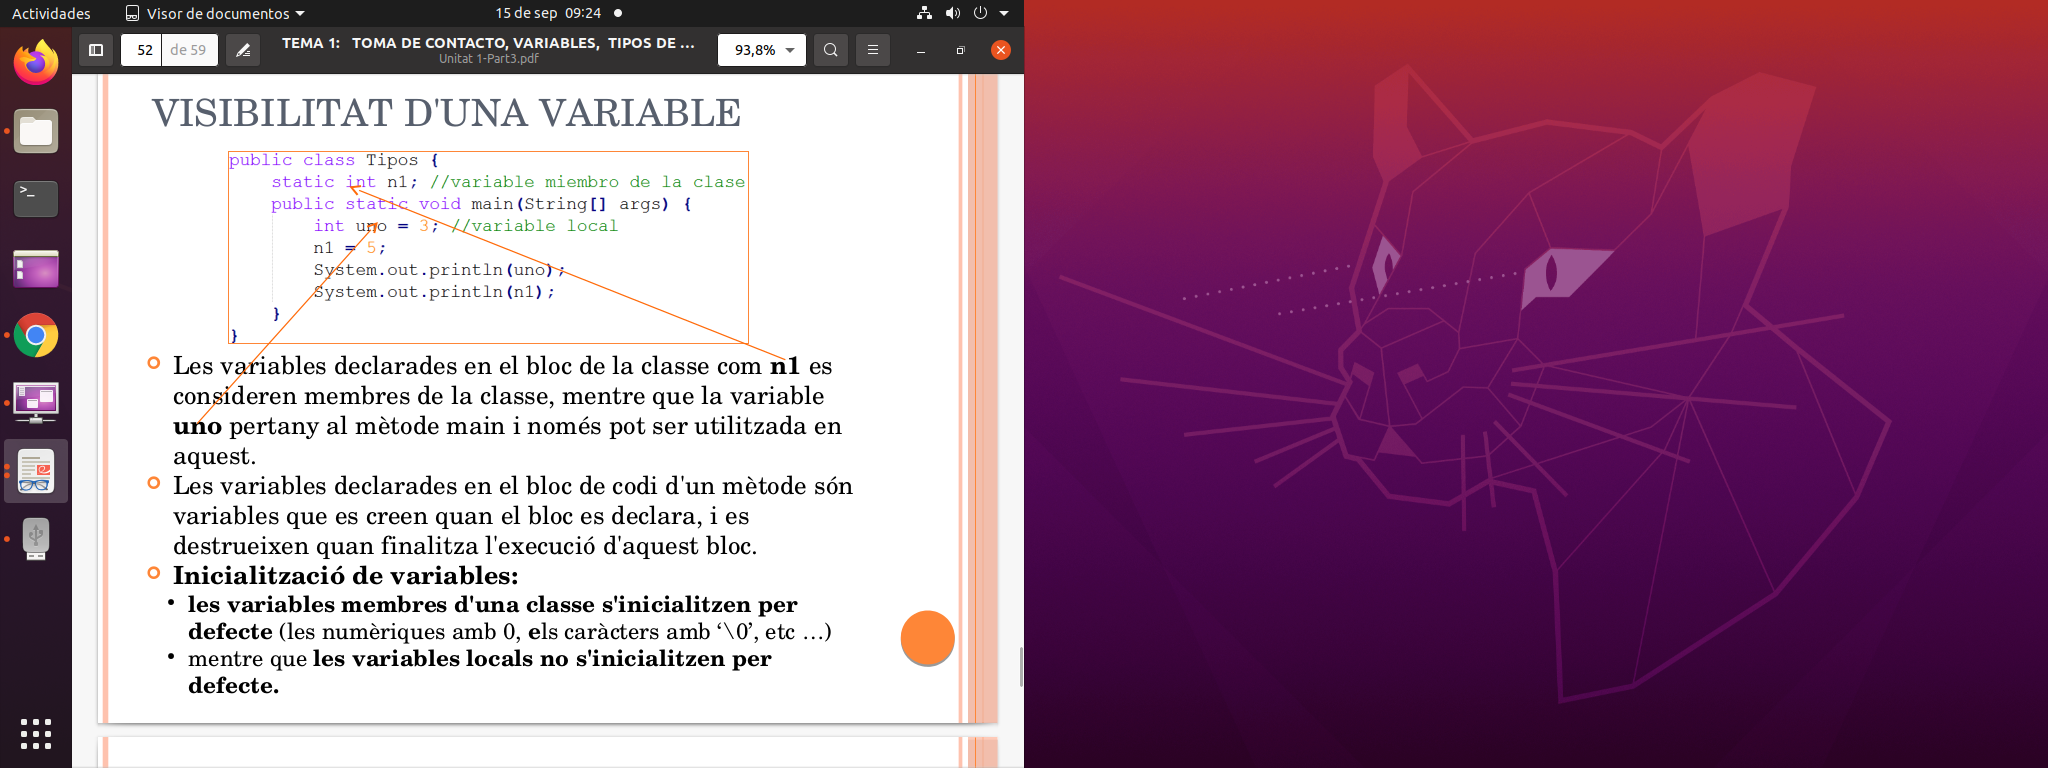 Actividades
Visor de documentos
15 de sep 09:24
52 de 59
TEMA 1: TOMA DE CONTACTO, VARIABLES, TIPOS DE ...
Unitat 1-Part3.pdf
93,8%
VISIBILITAT D'UNA VARIABLE
public class Tipos {
static int n1; //variable miembro de la clase
public static void main(String[] args) {
int uno = 3; //variable local
n1 = 5;
System.out.println(uno);
System.out.println(n1);
}
}
Les variables declarades en el bloc de la classe com n1 es
consideren membres de la classe, mentre que la variable
uno pertany al mètode main i només pot ser utilitzada en
aquest.
Les variables declarades en el bloc de codi d'un mètode són
variables que es creen quan el bloc es declara, i es
destrueixen quan finalitza l'execució d'aquest bloc.
Inicialització de variables:
• les variables membres d'una classe s'inicialitzen per
defecte (les numèriques amb 0, els caràcters amb ‘\0’, etc ...)
• mentre que les variables locals no s'inicialitzen per
defecte.